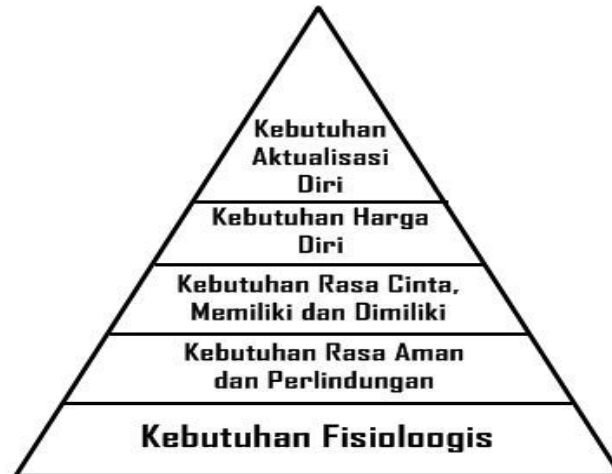 Kebutuhan
Aktualisasi
Diri
Kebutuhan Harga
Diri
Kebutuhan Rasa Cinta,
Memiliki dan Dimiliki
Kebutuhan Rasa Aman
dan Perlindungan
Kebutuhan Fisioloogis